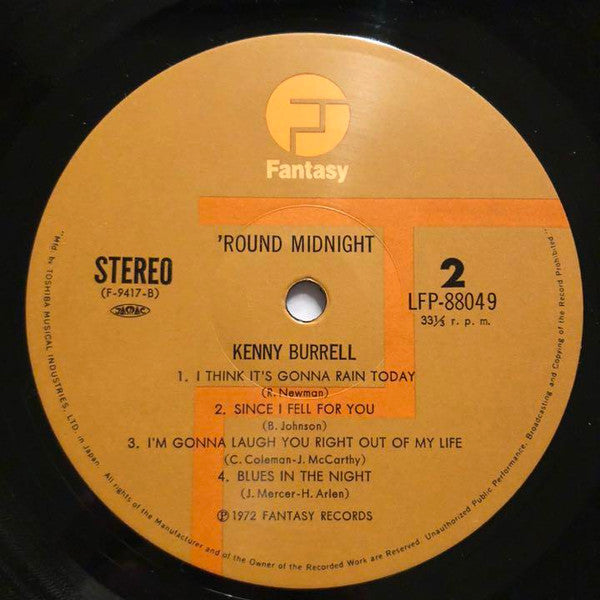 Fantasy
'ROUND MIDNIGHT
STEREO
(F-9417-B)
JASRAC
2
LFP-88049
33⅓ r. p. m.
KENNY BURRELL
1. I THINK IT'S GONNA RAIN TODAY
(R. Newman)
2. SINCE I FELL FOR YOU
(B. Johnson)
3. I'M GONNA LAUGH YOU RIGHT OUT OF MY LIFE
(C. Coleman-J. McCarthy)
4. BLUES IN THE NIGHT
(J. Mercer-H. Arlen)
℗ 1972 FANTASY RECORDS
"Mfd. by TOSHIBA MUSICAL INDUSTRIES, LTD. in Japan. All rights of the Manufacturer and of the Owner of the Recorded Work are Reserved. Unauthorized Public Performance, Broadcasting and Copying of the Record Prohibited."